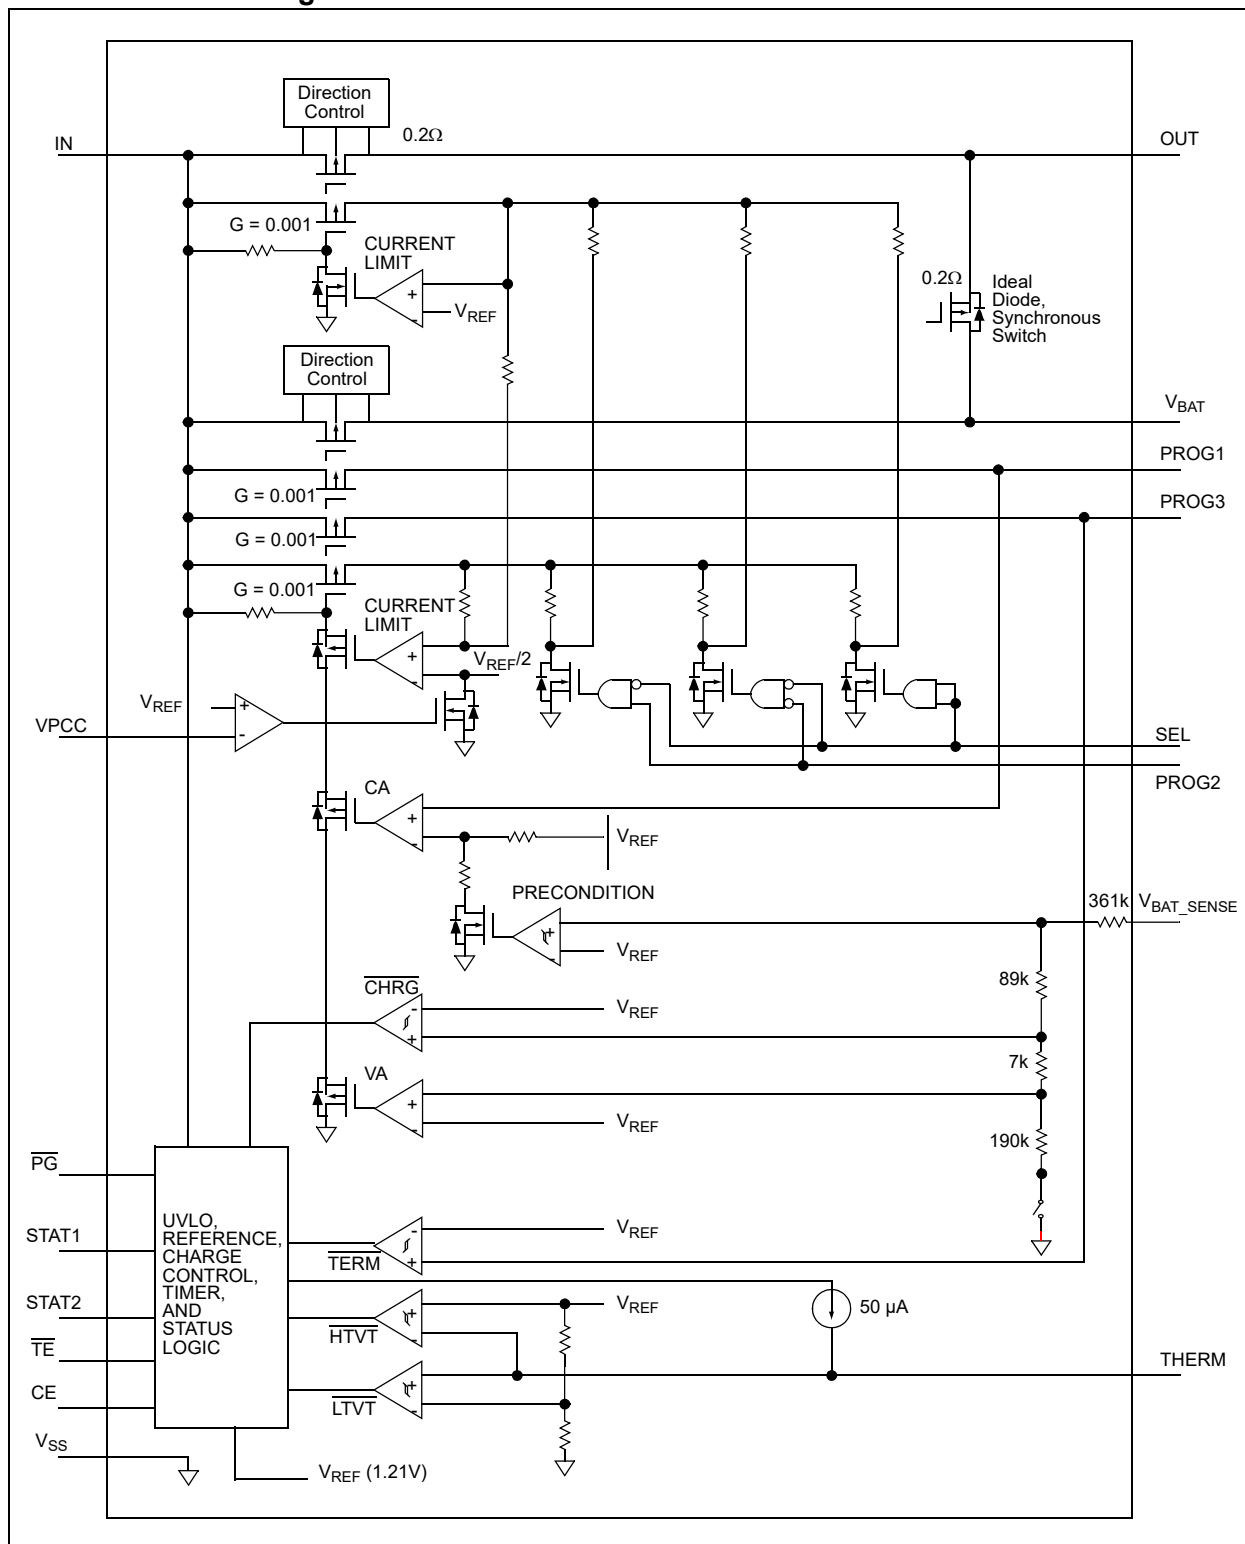 g
Direction
Control
0.2Ω
IN
OUT
G = 0.001
CURRENT
LIMIT
+
-
VREF
0.2Ω
Ideal
Diode,
Synchronous
Switch
Direction
Control
VBAT
PROG1
G = 0.001
PROG3
G = 0.001
G = 0.001
CURRENT
LIMIT
+
-
VREF/2
VREF
+
-
VPCC
SEL
PROG2
CA
+
-
VREF
PRECONDITION
361k
VBAT_SENSE
+
-
VREF
89k
CHRG
-
+
VREF
7k
VA
+
VREF
190k
PG
UVLO,
REFERENCE,
CHARGE
CONTROL,
TIMER,
AND
STATUS
LOGIC
STAT1
-
+
VREF
TERM
STAT2
+
-
VREF
50 µA
HTVT
TE
THERM
CE
+
-
LTVT
VSS
VREF (1.21V)